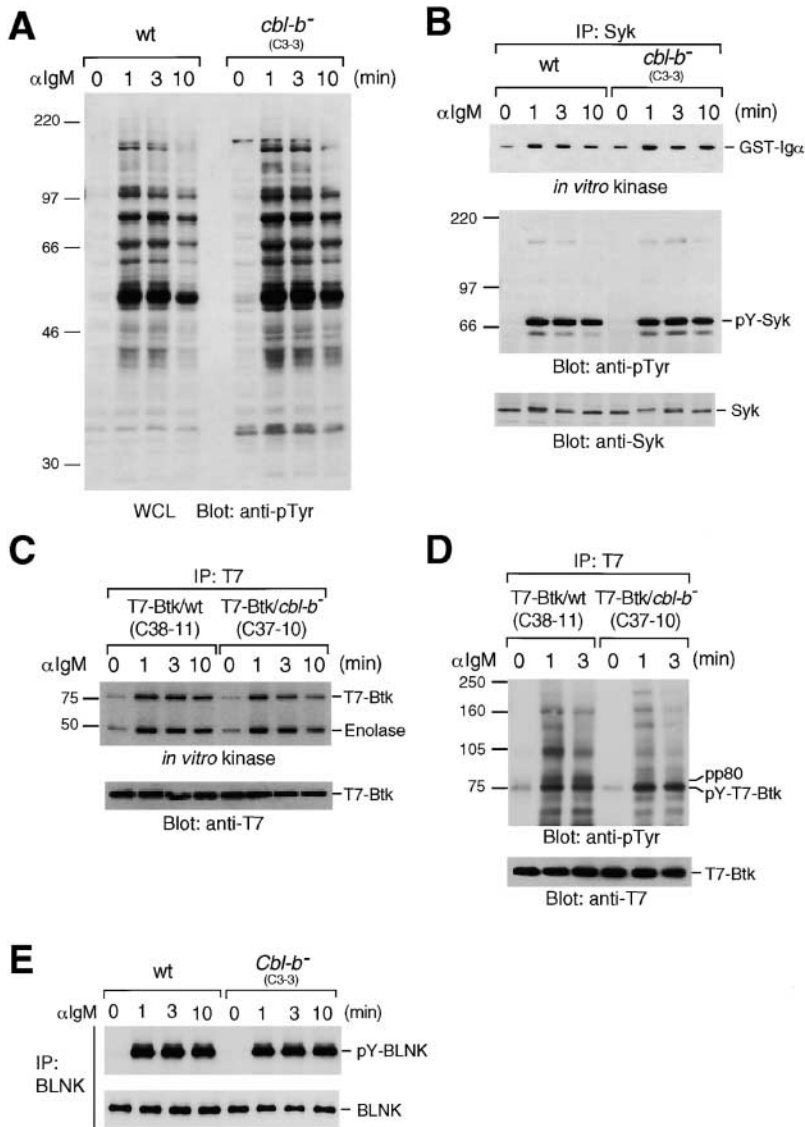 A
wt
cbl-b-
(C3-3)
αIgM 0 1 3 10 0 1 3 10 (min)
220
97
66
46
30
WCL Blot: anti-pTyr
B
IP: Syk
wt
cbl-b-
(C3-3)
αIgM 0 1 3 10 0 1 3 10 (min)
GST-Igα
in vitro kinase
220
97
66
pY-Syk
Blot: anti-pTyr
Syk
Blot: anti-Syk
C
IP: T7
T7-Btk/wt T7-Btk/cbl-b-
(C38-11) (C37-10)
αIgM 0 1 3 10 0 1 3 10 (min)
75
T7-Btk
50
Enolase
in vitro kinase
T7-Btk
Blot: anti-T7
D
IP: T7
T7-Btk/wt T7-Btk/cbl-b-
(C38-11) (C37-10)
αIgM 0 1 3 0 1 3 (min)
250
160
105
75
pp80
pY-T7-Btk
Blot: anti-pTyr
T7-Btk
Blot: anti-T7
E
wt
Cbl-b-
(C3-3)
αIgM 0 1 3 10 0 1 3 10 (min)
IP:
BLNK
pY-BLNK
BLNK